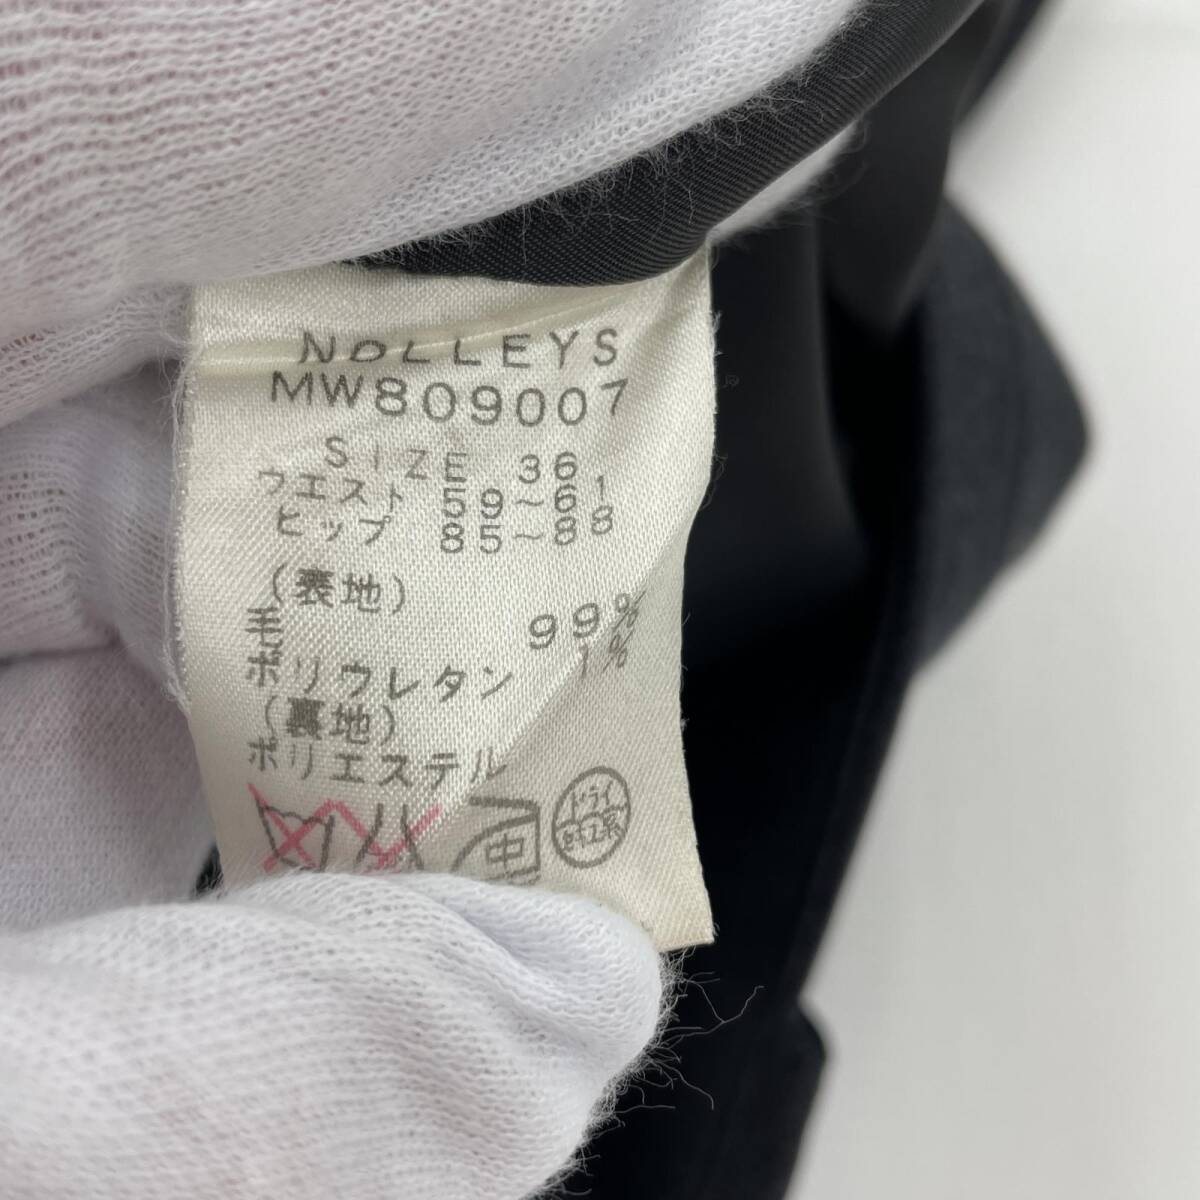 NOLLEYS
MW809007
SIZE 36
ウエスト 59～61
ヒップ 85～88
(表地)
毛 99%
ポリウレタン 1%
(裏地)
ポリエステル
中
ドライ